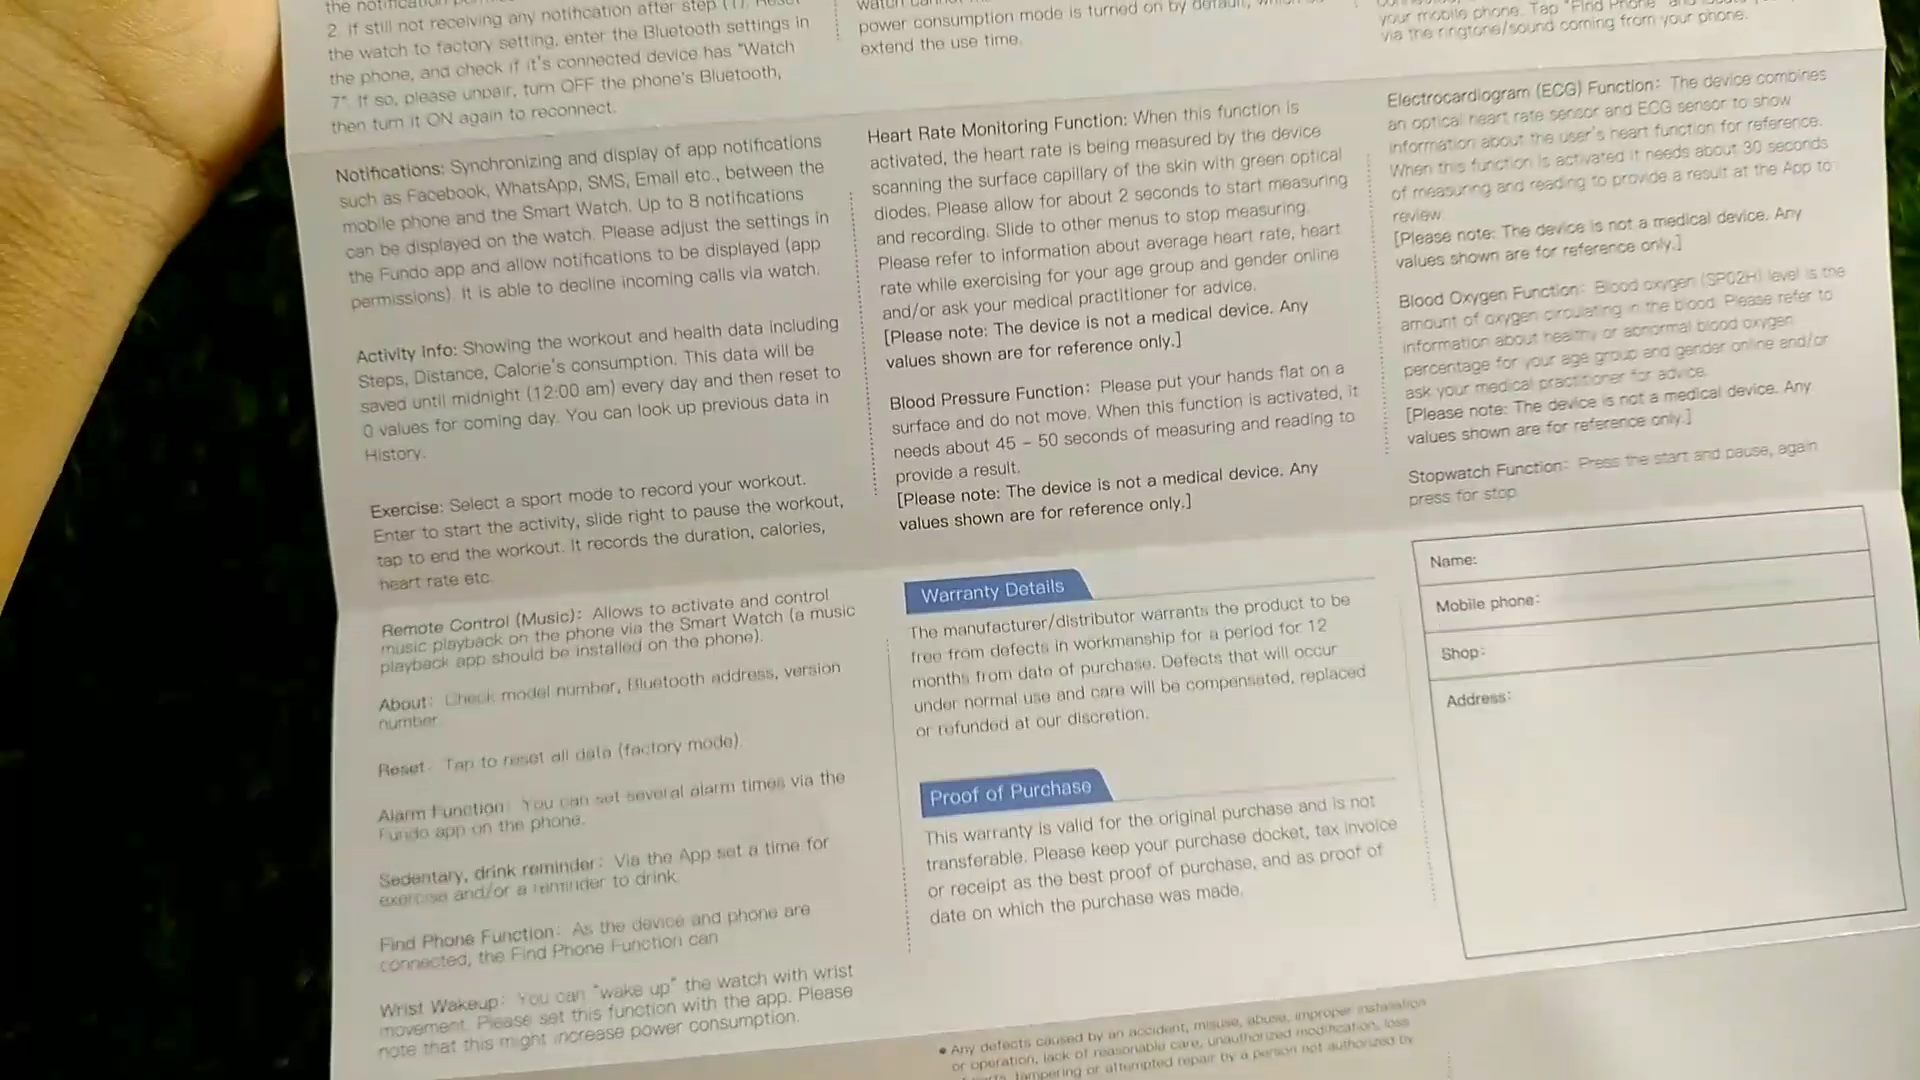 the notification
2. If still not receiving any notification after step (1). Reset
the watch to factory setting, enter the Bluetooth settings in
the phone, and check if it's connected device has "Watch
7". If so, please unpair, turn OFF the phone's Bluetooth,
then turn it ON again to reconnect.
Notifications: Synchronizing and display of app notifications
such as Facebook, WhatsApp, SMS, Email etc., between the
mobile phone and the Smart Watch. Up to 8 notifications
can be displayed on the watch. Please adjust the settings in
the Fundo app and allow notifications to be displayed (app
permissions). It is able to decline incoming calls via watch.
Activity Info: Showing the workout and health data including
Steps, Distance, Calorie's consumption. This data will be
saved until midnight (12:00 am) every day and then reset to
0 values for coming day. You can look up previous data in
History.
Exercise: Select a sport mode to record your workout.
Enter to start the activity, slide right to pause the workout,
tap to end the workout. It records the duration, calories,
heart rate etc.
Remote Control (Music): Allows to activate and control
music playback on the phone via the Smart Watch (a music
playback app should be installed on the phone).
About: Check model number, Bluetooth address, version
number.
Reset: Tap to reset all data (factory mode).
Alarm Function: You can set several alarm times via the
Fundo app on the phone.
Sedentary, drink reminder: Via the App set a time for
exercise and/or a reminder to drink.
Find Phone Function: As the device and phone are
connected, the Find Phone Function can
Wrist Wakeup: You can "wake up" the watch with wrist
movement. Please set this function with the app. Please
note that this might increase power consumption.
power consumption mode is turned on by default,
extend the use time.
Heart Rate Monitoring Function: When this function is
activated, the heart rate is being measured by the device
scanning the surface capillary of the skin with green optical
diodes. Please allow for about 2 seconds to start measuring
and recording. Slide to other menus to stop measuring.
Please refer to information about average heart rate, heart
rate while exercising for your age group and gender online
and/or ask your medical practitioner for advice.
[Please note: The device is not a medical device. Any
values shown are for reference only.]
Blood Pressure Function: Please put your hands flat on a
surface and do not move. When this function is activated, it
needs about 45 - 50 seconds of measuring and reading to
provide a result.
[Please note: The device is not a medical device. Any
values shown are for reference only.]
Warranty Details
The manufacturer/distributor warrants the product to be
free from defects in workmanship for a period for 12
months from date of purchase. Defects that will occur
under normal use and care will be compensated, replaced
or refunded at our discretion.
Proof of Purchase
This warranty is valid for the original purchase and is not
transferable. Please keep your purchase docket, tax invoice
or receipt as the best proof of purchase, and as proof of
date on which the purchase was made.
• Any defects caused by an accident, misuse, abuse, improper installation
or operation, lack of reasonable care, unauthorized modification, loss
tampering or attempted repair by a person not authorized by
your mobile phone. Tap "Find Phone"
via the ringtone/sound coming from your phone.
Electrocardiogram (ECG) Function: The device combines
an optical heart rate sensor and ECG sensor to show
information about the user's heart function for reference.
When this function is activated it needs about 30 seconds
of measuring and reading to provide a result at the App to
review.
[Please note: The device is not a medical device. Any
values shown are for reference only.]
Blood Oxygen Function: Blood oxygen (SP02H) level is the
amount of oxygen circulating in the blood. Please refer to
information about healthy or abnormal blood oxygen
percentage for your age group and gender online and/or
ask your medical practitioner for advice.
[Please note: The device is not a medical device. Any
values shown are for reference only.]
Stopwatch Function: Press the start and pause, again
press for stop.
Name:
Mobile phone:
Shop:
Address: